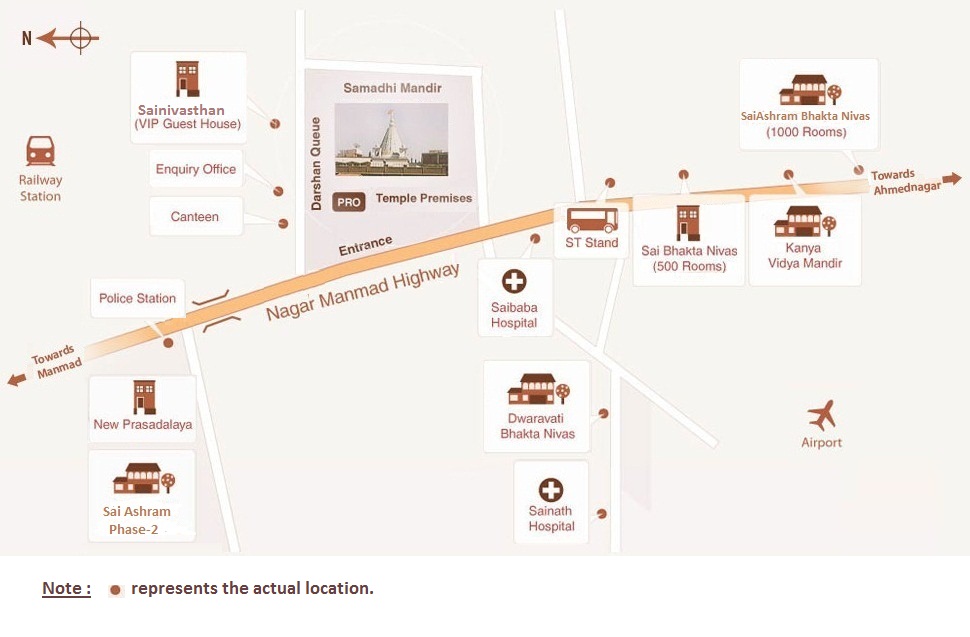 N
Sainivasthan
(VIP Guest House)
Enquiry Office
Canteen
Railway
Station
Samadhi Mandir
Darshan Queue
PRO
Temple Premises
Entrance
SaiAshram Bhakta Nivas
(1000 Rooms)
Towards
Ahmednagar
ST Stand
Sai Bhakta Nivas
(500 Rooms)
Kanya
Vidya Mandir
Nagar Manmad Highway
Police Station
Saibaba
Hospital
Towards
Manmad
New Prasadalaya
Dwaravati
Bhakta Nivas
Airport
Sai Ashram
Phase-2
Sainath
Hospital
Note : represents the actual location.